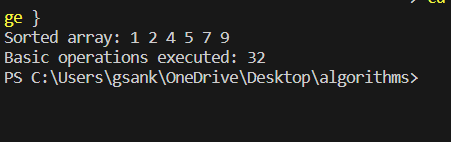 > cd
ge }
Sorted array: 1 2 4 5 7 9
Basic operations executed: 32
PS C:\Users\gsank\OneDrive\Desktop\algorithms>